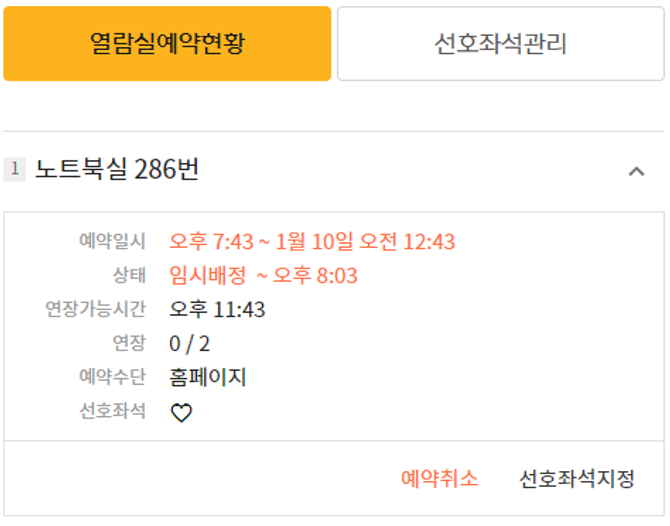 열람실예약현황
선호좌석관리
1 노트북실 286번
예약일시 오후 7:43 ~ 1월 10일 오전 12:43
상태 임시배정 ~ 오후 8:03
연장가능시간 오후 11:43
연장 0 / 2
예약수단 홈페이지
선호좌석
예약취소 선호좌석지정